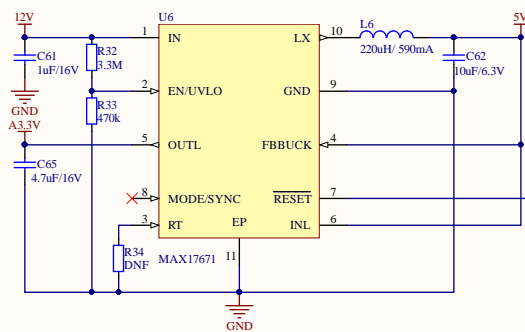 12V
U6
L6
5V
1
IN
LX
10
C61
1uF/16V
R32
3.3M
220uH/ 590mA
C62
10uF/6.3V
2
EN/UVLO
GND
9
GND
R33
470k
A3.3V
5
OUTL
FBBUCK
4
C65
4.7uF/16V
8
MODE/SYNC
RESET
7
3
RT
EP
INL
6
R34
DNF
11
MAX17671
GND